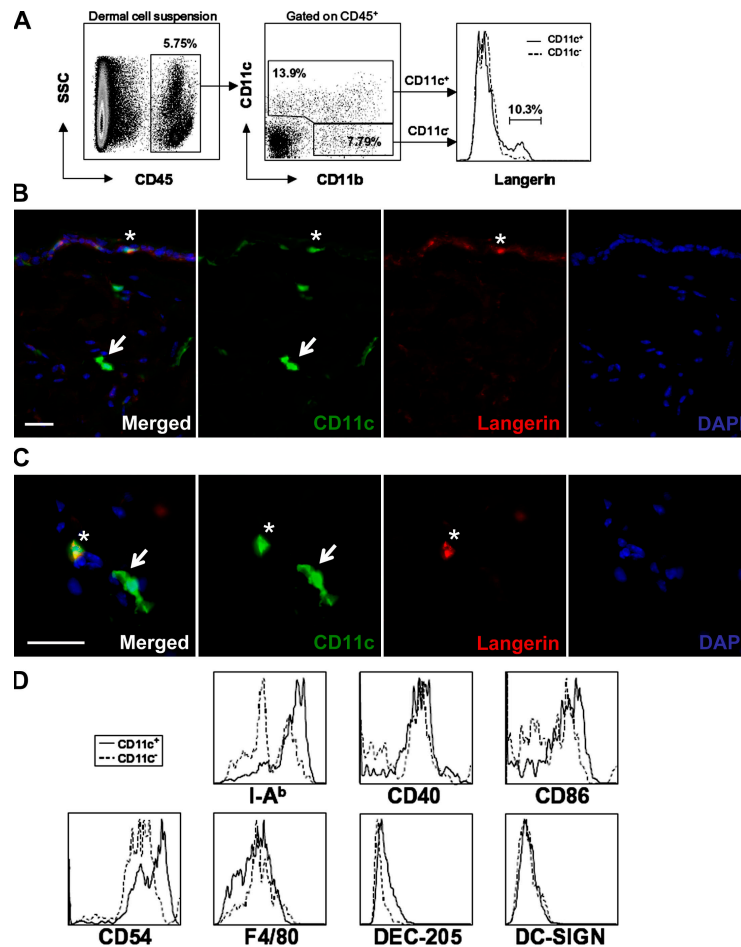 A
Dermal cell suspension
5.75%
SSC
CD45
Gated on CD45⁺
13.9%
7.79%
CD11c
CD11b
CD11c⁺
CD11c⁻
CD11c⁺
CD11c⁻
10.3%
Langerin
B
*
*
*
Merged
CD11c
Langerin
DAPI
C
*
*
*
Merged
CD11c
Langerin
DAPI
D
CD11c⁺
CD11c⁻
I-Aᵇ
CD40
CD86
CD54
F4/80
DEC-205
DC-SIGN